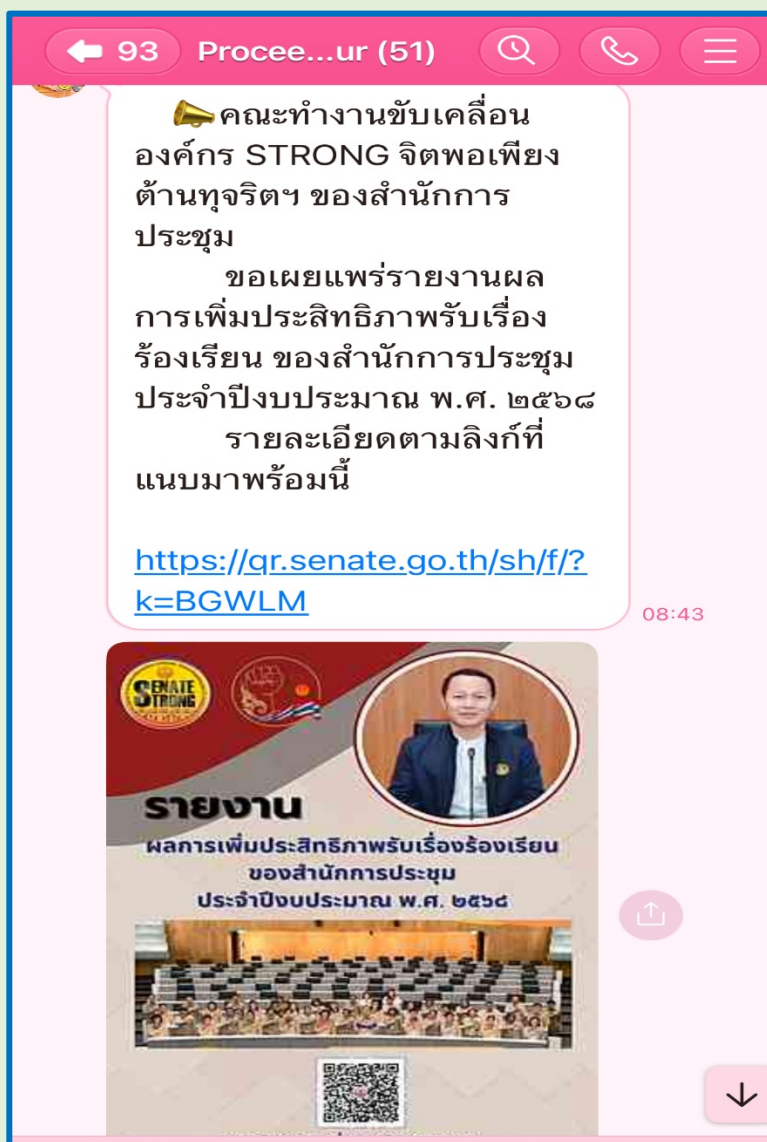 93 Procee...ur (51)
คณะทำงานขับเคลื่อน
องค์กร STRONG จิตพอเพียง
ต้านทุจริตฯ ของสำนักการ
ประชุม
ขอเผยแพร่รายงานผล
การเพิ่มประสิทธิภาพรับเรื่อง
ร้องเรียน ของสำนักการประชุม
ประจำปีงบประมาณ พ.ศ. ๒๕๖๘
รายละเอียดตามลิงก์ที่
แนบมาพร้อมนี้
https://qr.senate.go.th/sh/f/?
k=BGWLM
08:43
SENATE
STRONG
รายงาน
ผลการเพิ่มประสิทธิภาพรับเรื่องร้องเรียน
ของสำนักการประชุม
ประจำปีงบประมาณ พ.ศ. ๒๕๖๘